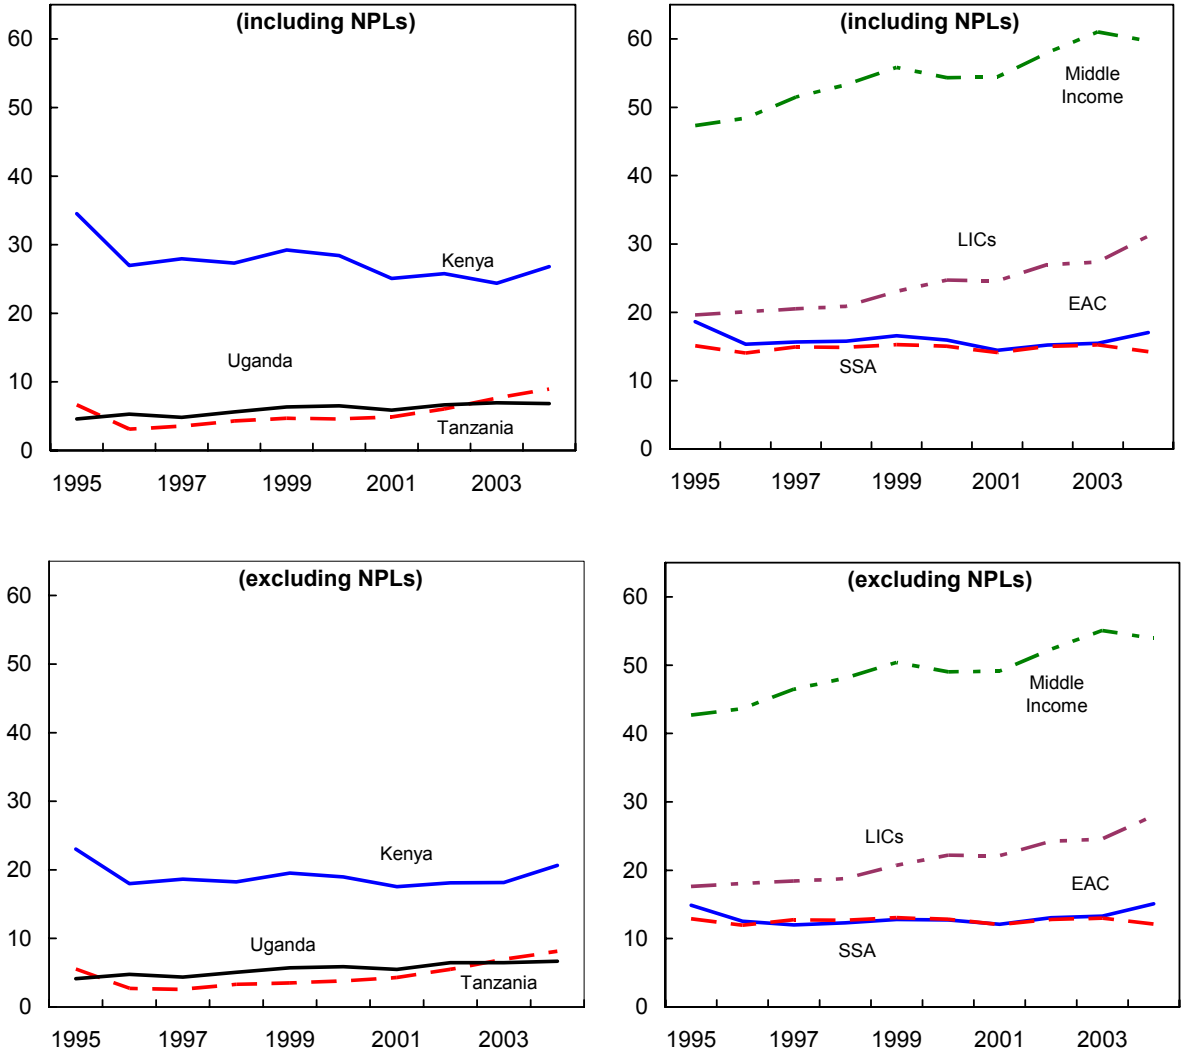 (including NPLs)
60
50
40
30
20
10
0
Kenya
Uganda
Tanzania
1995 1997 1999 2001 2003
(including NPLs)
60
50
40
30
20
10
0
Middle
Income
LICs
EAC
SSA
1995 1997 1999 2001 2003
(excluding NPLs)
60
50
40
30
20
10
0
Kenya
Uganda
Tanzania
1995 1997 1999 2001 2003
(excluding NPLs)
60
50
40
30
20
10
0
Middle
Income
LICs
EAC
SSA
1995 1997 1999 2001 2003